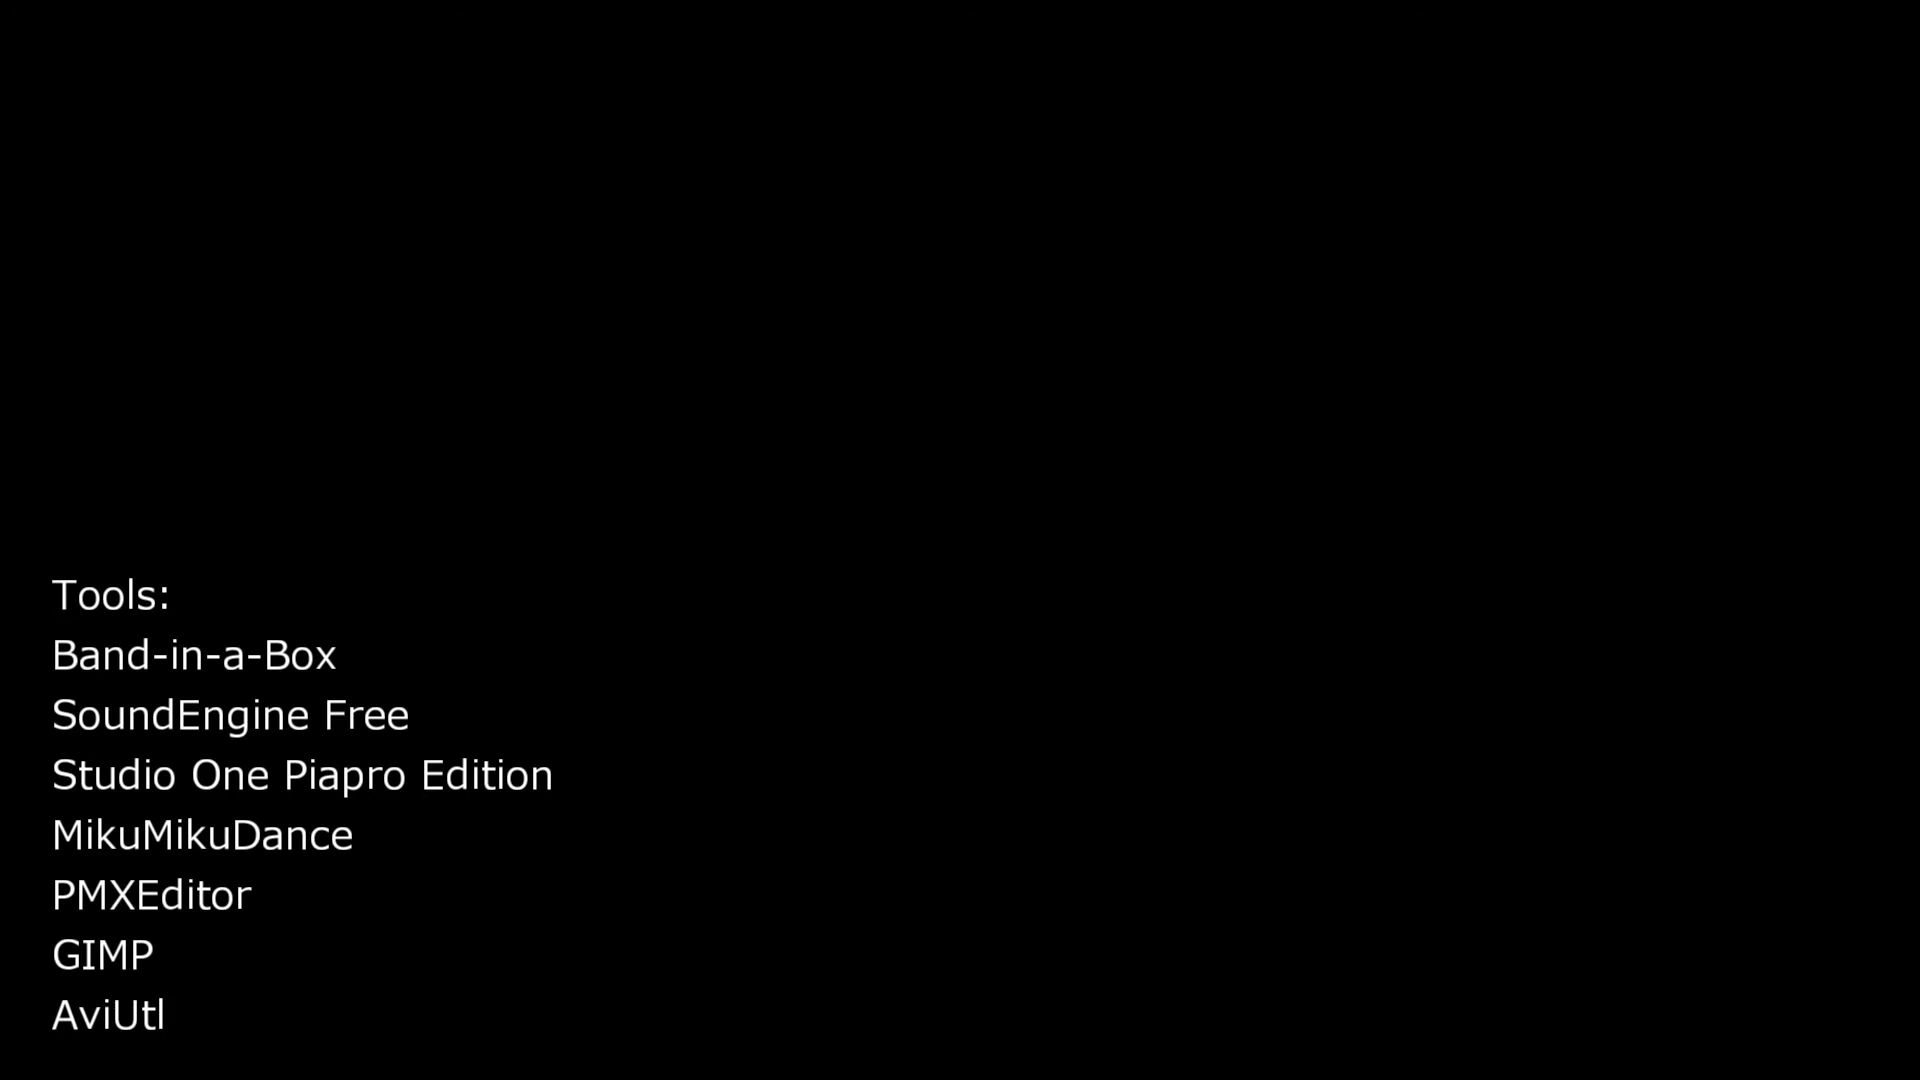 Tools:
Band-in-a-Box
SoundEngine Free
Studio One Piapro Edition
MikuMikuDance
PMXEditor
GIMP
AviUtl